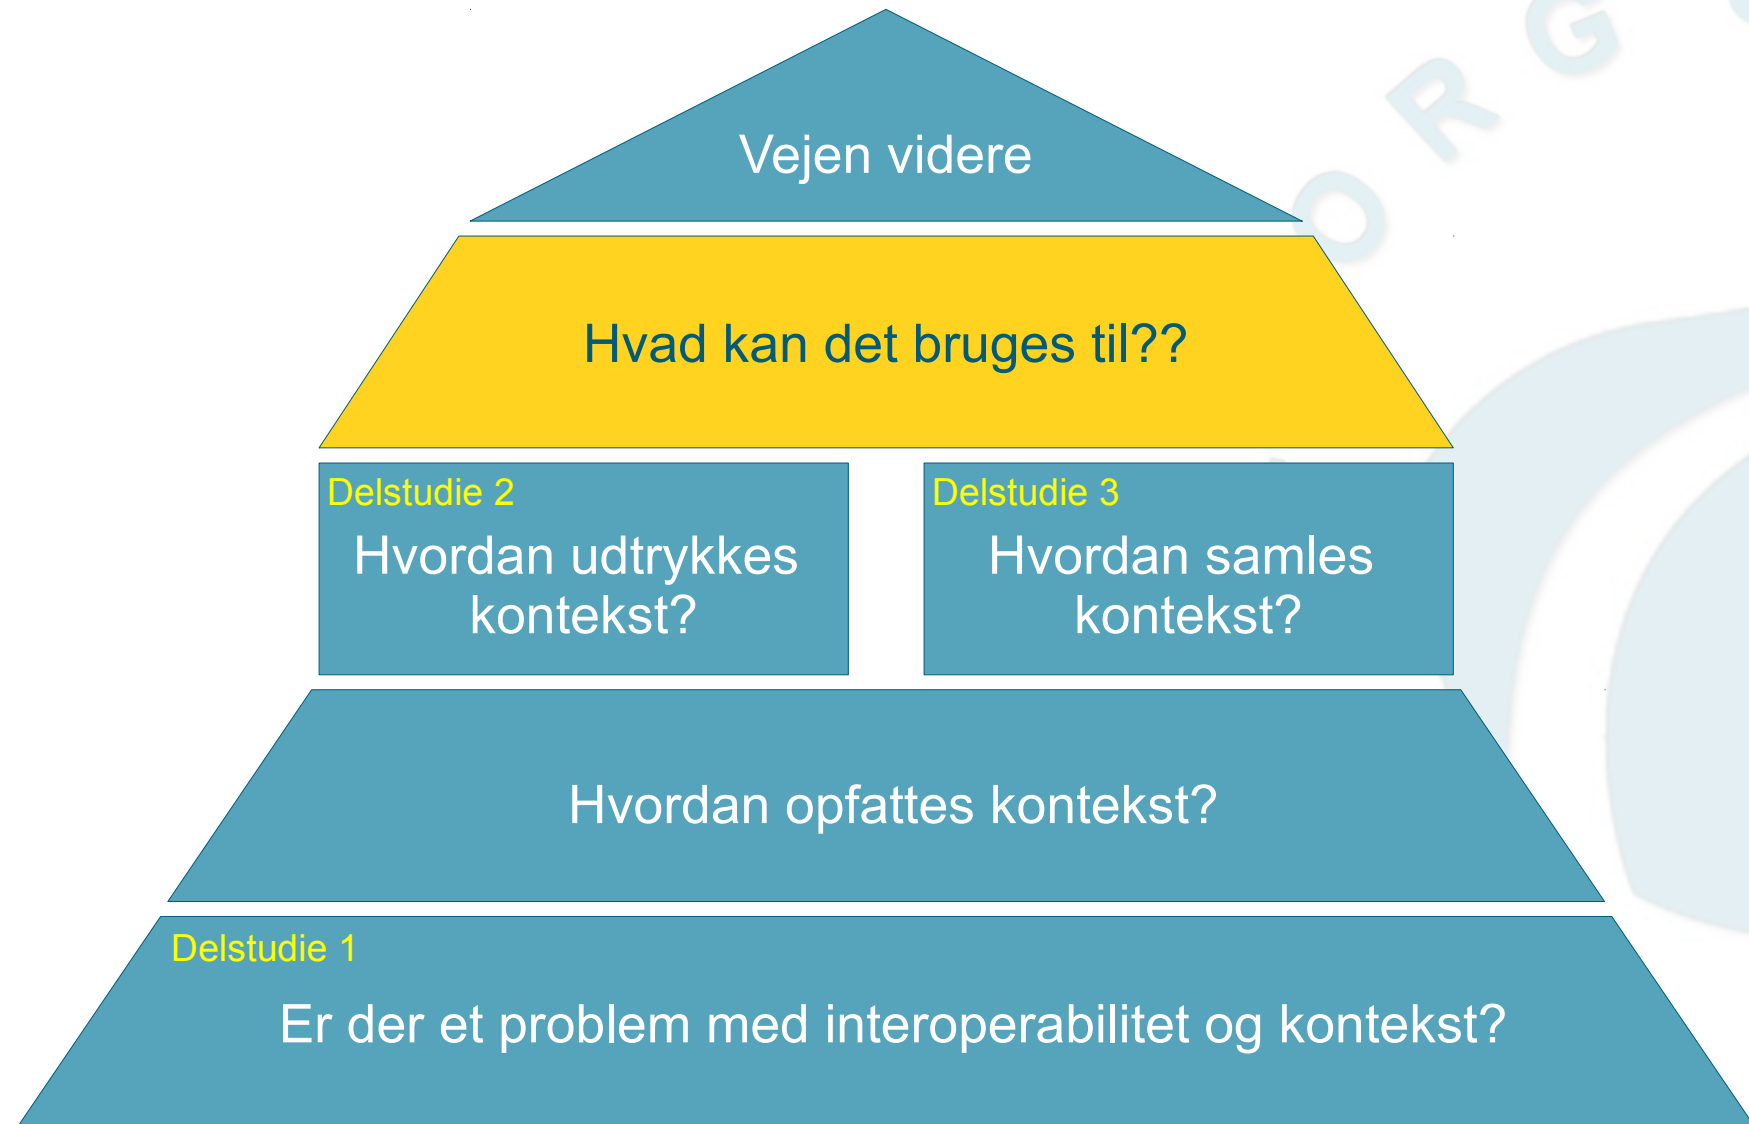 Vejen videre
Hvad kan det bruges til??
Delstudie 2
Hvordan udtrykkes
kontekst?
Delstudie 3
Hvordan samles
kontekst?
Hvordan opfattes kontekst?
Delstudie 1
Er der et problem med interoperabilitet og kontekst?
O R G